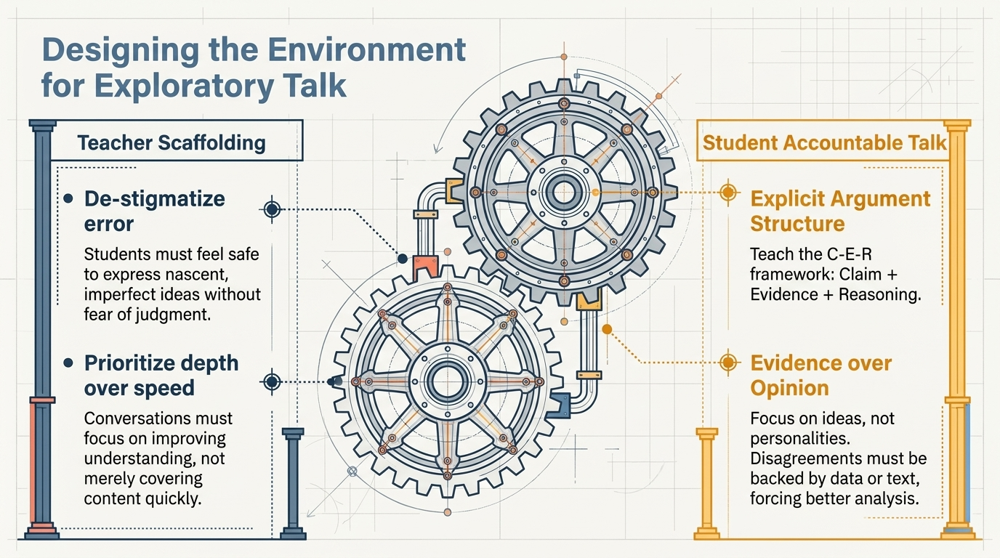 Designing the Environment
for Exploratory Talk
Teacher Scaffolding
• De-stigmatize
error
Students must feel safe
to express nascent,
imperfect ideas without
fear of judgment.
• Prioritize depth
over speed
Conversations must
focus on improving
understanding, not
merely covering
content quickly.
Student Accountable Talk
Explicit Argument
Structure
Teach the C-E-R
framework: Claim +
Evidence + Reasoning.
Evidence over
Opinion
Focus on ideas, not
personalities.
Disagreements must be
backed by data or text,
forcing better analysis.